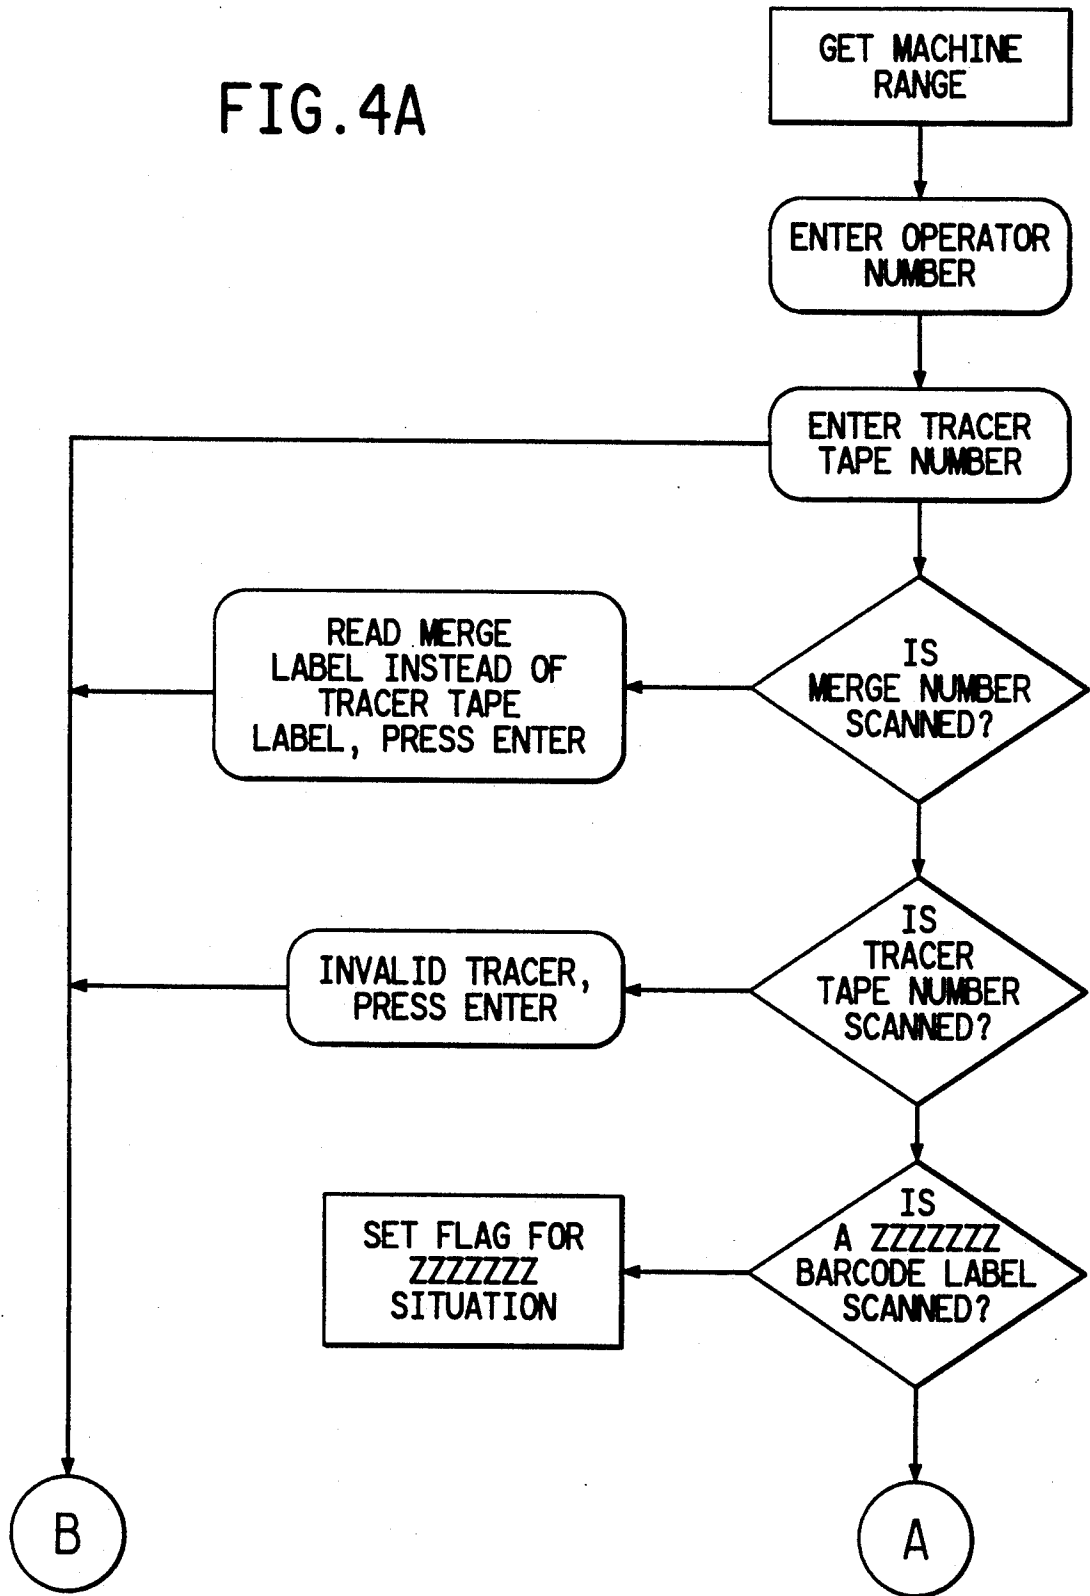 FIG.4A
GET MACHINE
RANGE
ENTER OPERATOR
NUMBER
ENTER TRACER
TAPE NUMBER
IS
MERGE NUMBER
SCANNED?
READ MERGE
LABEL INSTEAD OF
TRACER TAPE
LABEL, PRESS ENTER
IS
TRACER
TAPE NUMBER
SCANNED?
INVALID TRACER,
PRESS ENTER
IS
A ZZZZZZZ
BARCODE LABEL
SCANNED?
SET FLAG FOR
ZZZZZZZ
SITUATION
B
A